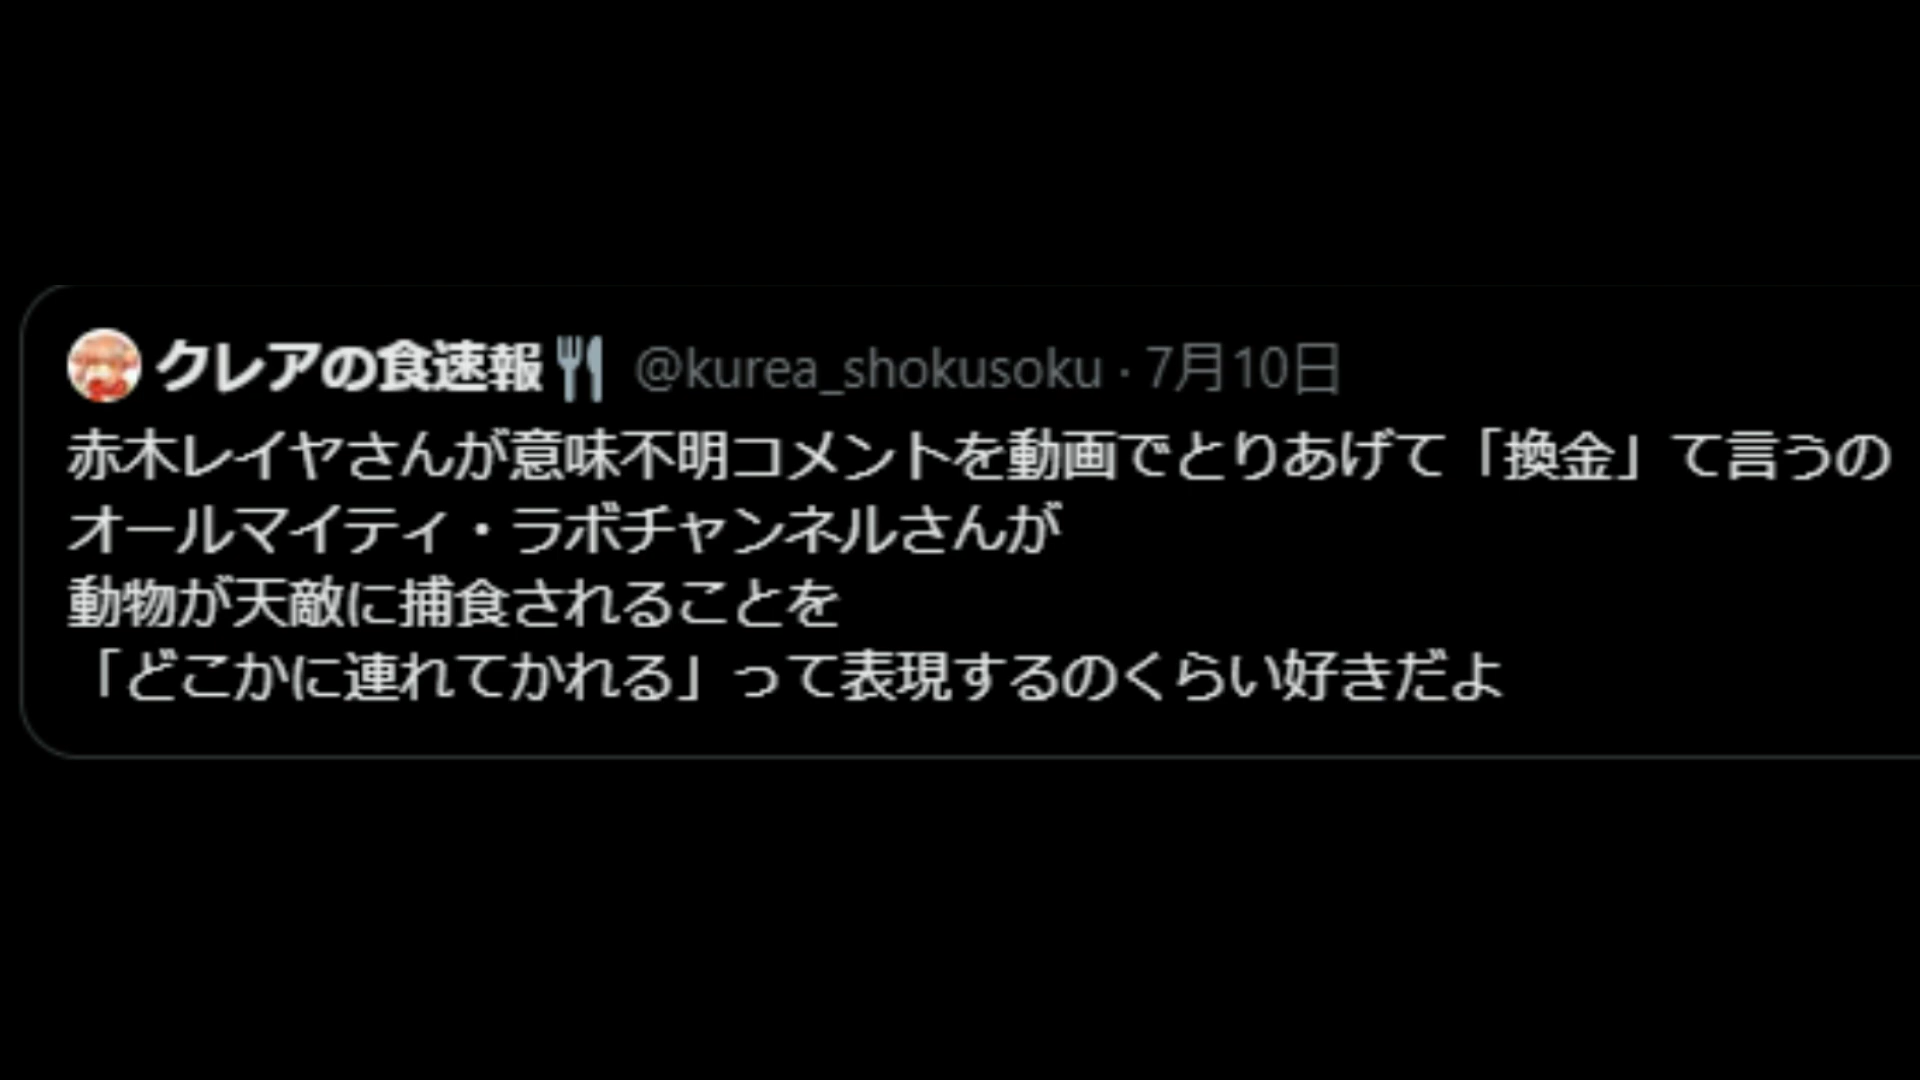 クレアの食速報🍴 @kurea_shokusoku · 7月10日
赤木レイヤさんが意味不明コメントを動画でとりあげて「換金」て言うの
オールマイティ・ラボチャンネルさんが
動物が天敵に捕食されることを
「どこかに連れてかれる」って表現するのくらい好きだよ